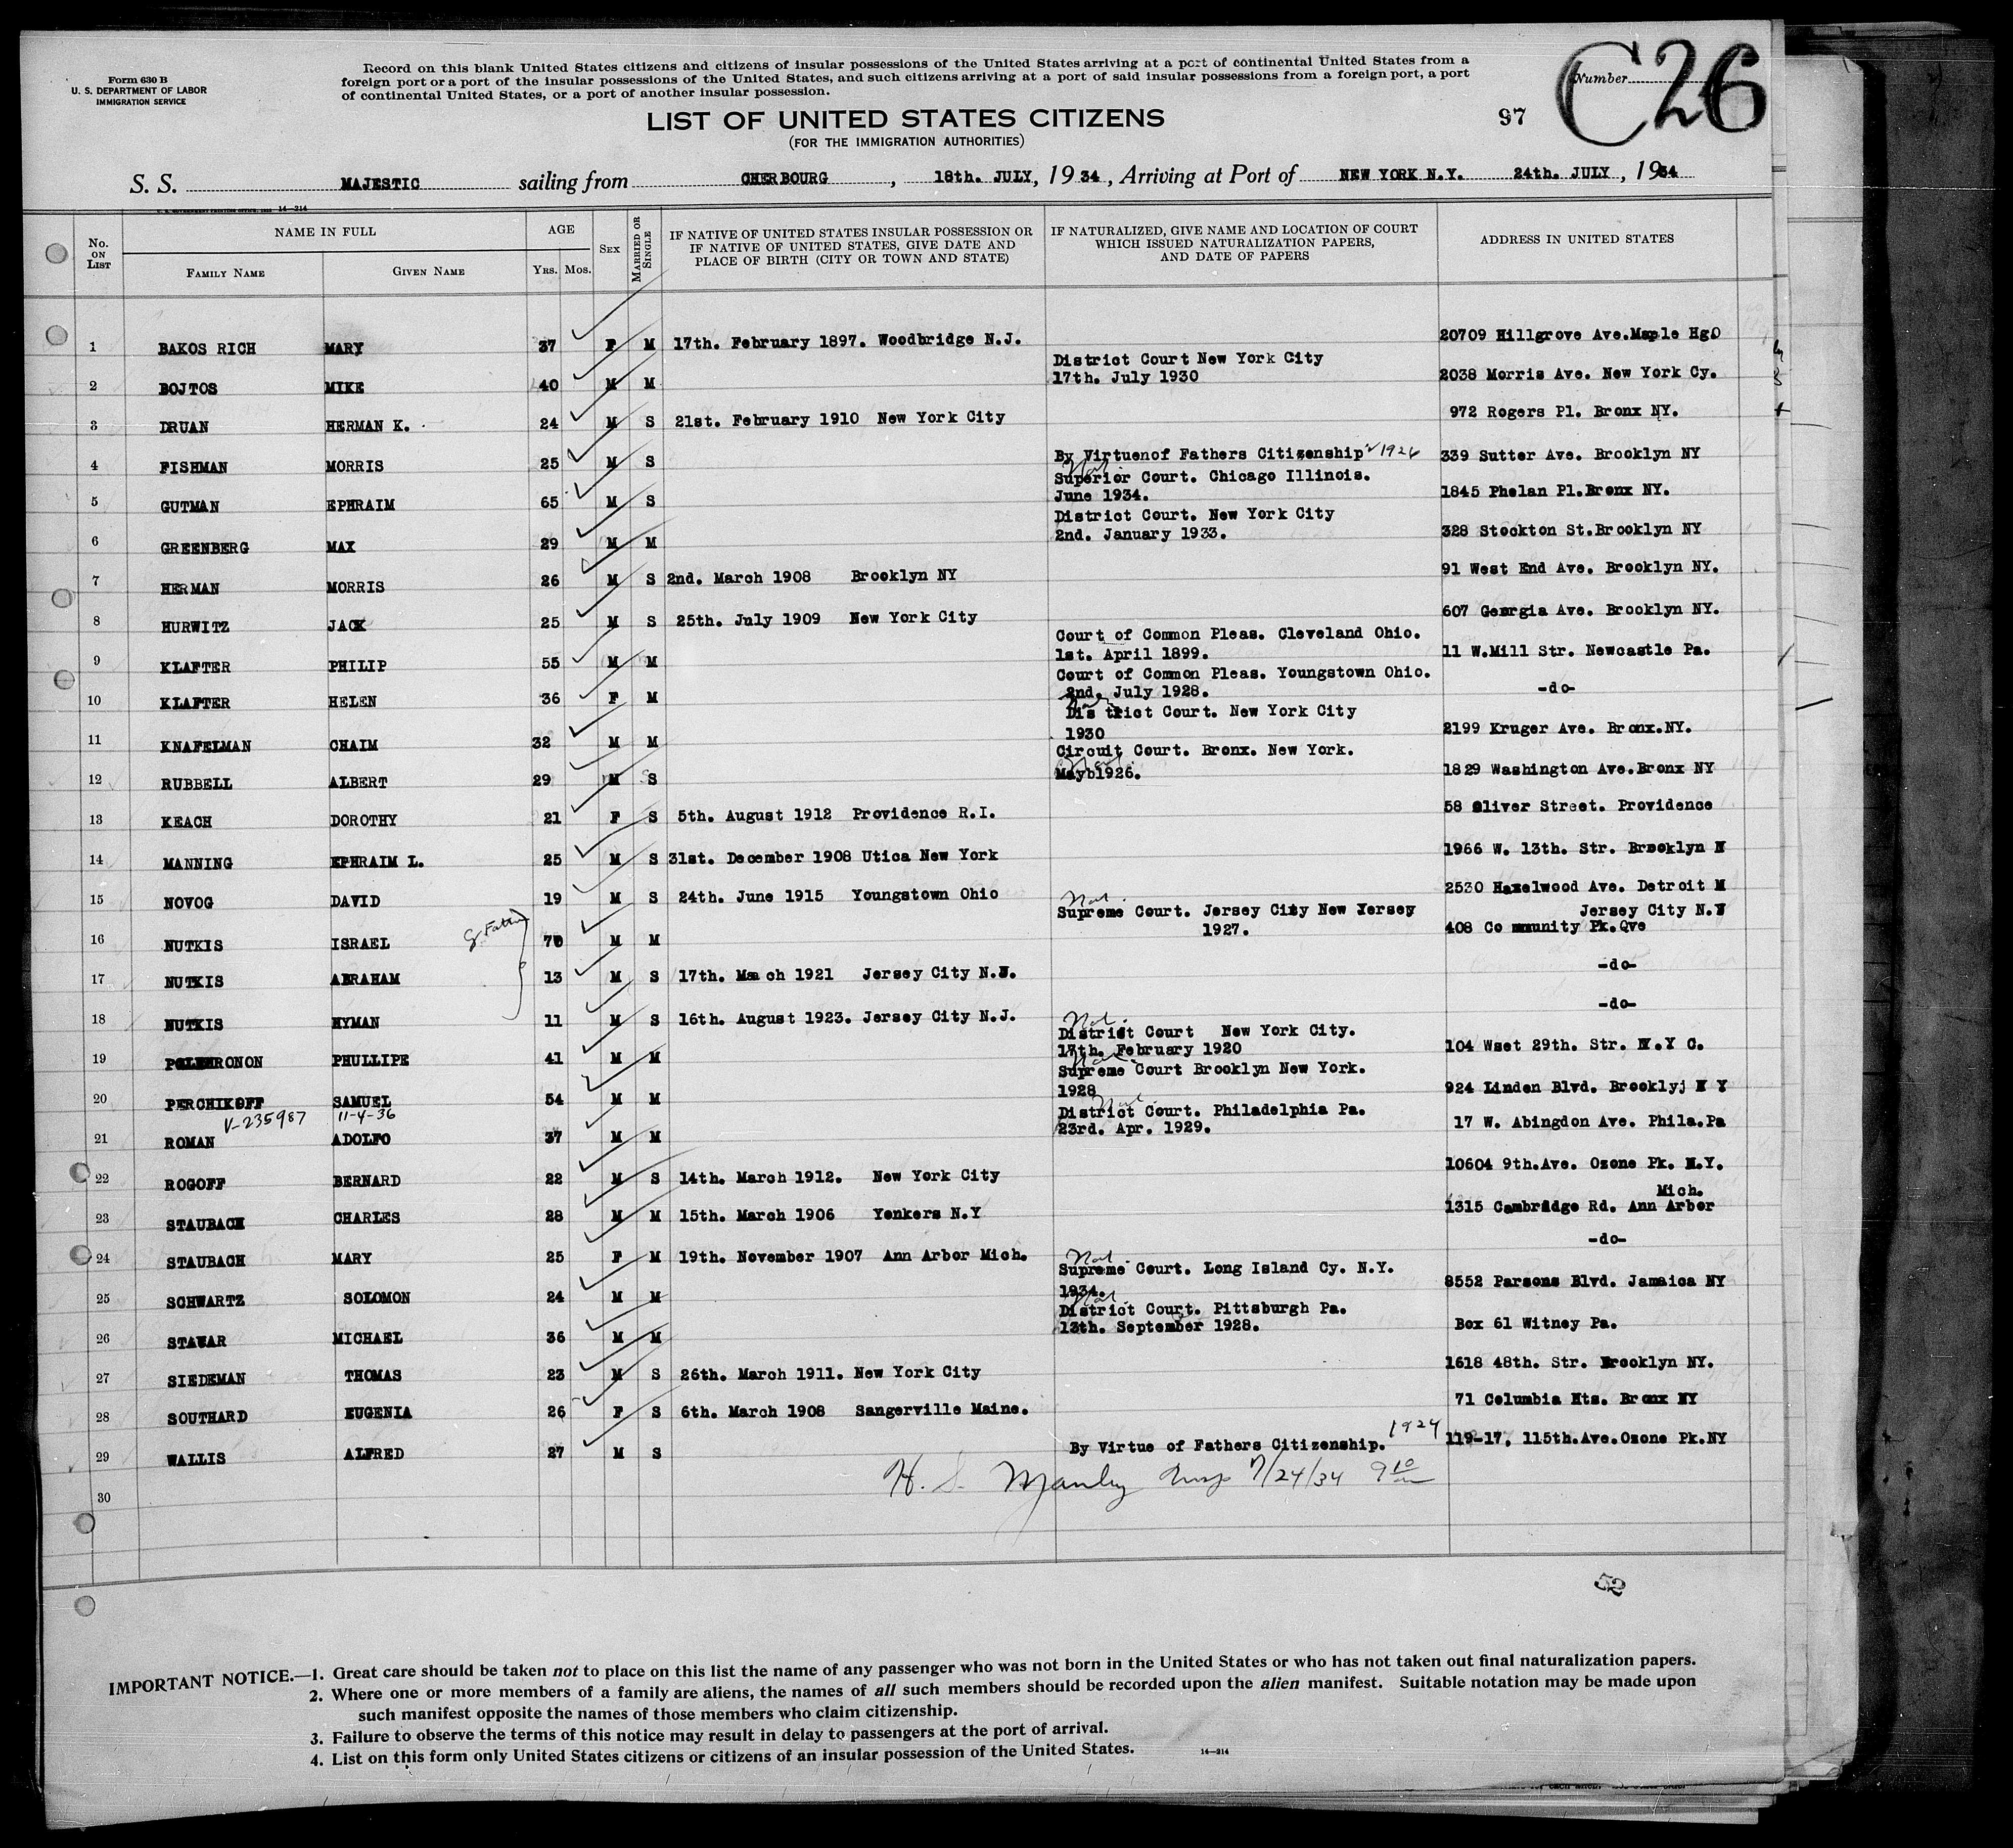 Form 630 B
U. S. DEPARTMENT OF LABOR
IMMIGRATION SERVICE
Record on this blank United States citizens and citizens of insular possessions of the United States arriving at a port of continental United States from a
foreign port or a port of the insular possessions of the United States, and such citizens arriving at a port of said insular possessions from a foreign port, a port
of continental United States, or a port of another insular possession.
Number
C26
97
LIST OF UNITED STATES CITIZENS
(FOR THE IMMIGRATION AUTHORITIES)
S. S. MAJESTIC sailing from CHERBOURG, 18th. JULY, 1934, Arriving at Port of NEW YORK N.Y. 24th. JULY, 1934
14—214
No. ON LIST NAME IN FULL FAMILY NAME GIVEN NAME AGE YRS. MOS. SEX MARRIED OR SINGLE
IF NATIVE OF UNITED STATES INSULAR POSSESSION OR IF NATIVE OF UNITED STATES, GIVE DATE AND PLACE OF BIRTH (CITY OR TOWN AND STATE)
IF NATURALIZED, GIVE NAME AND LOCATION OF COURT WHICH ISSUED NATURALIZATION PAPERS, AND DATE OF PAPERS
ADDRESS IN UNITED STATES
1 BAKOS RICH MARY 37 F M 17th. February 1897. Woodbridge N.J. 20709 Hillgrove Ave.Maple Hg.O
2 BOJTOS MIKE 40 M M District Court New York City 17th. July 1930 2038 Morris Ave. New York Cy.
3 DRUAN HERMAN K. 24 M S 21st. February 1910 New York City 972 Rogers Pl. Bronx NY.
4 FISHMAN MORRIS 25 M S By Virtuenof Fathers Citizenship 1926 339 Sutter Ave. Brooklyn NY
5 GUTMAN EPHRAIM 65 M S Nat. Superior Court. Chicago Illinois. June 1934. 1845 Phelan Pl.Bronx NY.
6 GREENBERG MAX 29 M M District Court. New York City 2nd. January 1933. 328 Stockton St.Brooklyn NY
7 HERMAN MORRIS 26 M S 2nd. March 1908 Brooklyn NY 91 West End Ave. Brooklyn NY.
8 HURWITZ JACK 25 M S 25th. July 1909 New York City 607 Georgia Ave. Brooklyn NY.
9 KLAFTER PHILIP 55 M M Court of Common Pleas. Cleveland Ohio. 1st. April 1899. 11 W.Mill Str. Newcastle Pa.
10 KLAFTER HELEN 36 F M Court of Common Pleas. Youngstown Ohio. 2nd. July 1928. -do-
11 KNAFELMAN CHAIM 32 M M District Court. New York City 1930 2199 Kruger Ave. Bronx.NY.
12 RUBBELL ALBERT 29 M S Circuit Court. Bronx. New York. Mayb1926. 1829 Washington Ave.Bronx NY
13 KEACH DOROTHY 21 F S 5th. August 1912 Providence R.I. 58 Oliver Street. Providence
14 MANNING EPHRAIM L. 25 M S 31st. December 1908 Utica New York 1966 W. 13th. Str. Brooklyn N
15 NOVOG DAVID 19 M S 24th. June 1915 Youngstown Ohio 2530 Hazelwood Ave. Detroit M
16 NUTKIS ISRAEL G Father 70 M M Nat. Supreme Court. Jersey City New Jersey 1927. Jersey City N.J 408 Community Pk.Qve
17 NUTKIS ABRAHAM 13 M S 17th. March 1921 Jersey City N.J. -do-
18 NUTKIS HYMAN 11 M S 16th. August 1923. Jersey City N.J. -do-
19 PHULLIPE 41 M M Nat. District Court New York City. 17th. February 1920 104 Wset 29th. Str. N.Y C.
20 PERCHIKOFF SAMUEL 54 M M Nat. Supreme Court Brooklyn New York. 1928 924 Linden Blvd. Brooklyj N Y
V-235987 11-4-36
21 ROMAN ADOLFO 37 M M Nat. District Court. Philadelphia Pa. 23rd. Apr. 1929. 17 W. Abingdon Ave. Phila.Pa
22 ROGOFF BERNARD 22 M S 14th. March 1912. New York City 10604 9th.Ave. Ozone Pk. N.Y.
23 STAUBACH CHARLES 28 M M 15th. March 1906 Yonkers N.Y Mich. 1315 Cambridge Rd. Ann Arbor
24 STAUBACH MARY 25 F M 19th. November 1907 Ann Arbor Mich. -do-
25 SCHWARTZ SOLOMON 24 M M Nat. Supreme Court. Long Island Cy. N.Y. 1934. 8552 Parsons Blvd. Jamaica NY
26 STAWAR MICHAEL 36 M M Nat. District Court. Pittsburgh Pa. 13th. September 1928. Box 61 Witney Pa.
27 SIEDEMAN THOMAS 23 M S 26th. March 1911. New York City 1618 48th. Str. Brooklyn NY.
28 SOUTHARD EUGENIA 26 F S 6th. March 1908 Sangerville Maine. 71 Columbia Hts. Bronx NY
29 WALLIS ALFRED 27 M S By Virtue of Fathers Citizenship. 1924 119-17, 115th.Ave.Ozone Pk.NY
30
H. S. Manley Insp 7/24/34 9 10 am
52
IMPORTANT NOTICE.—1. Great care should be taken not to place on this list the name of any passenger who was not born in the United States or who has not taken out final naturalization papers.
2. Where one or more members of a family are aliens, the names of all such members should be recorded upon the alien manifest. Suitable notation may be made upon
such manifest opposite the names of those members who claim citizenship.
3. Failure to observe the terms of this notice may result in delay to passengers at the port of arrival.
4. List on this form only United States citizens or citizens of an insular possession of the United States.
14—214